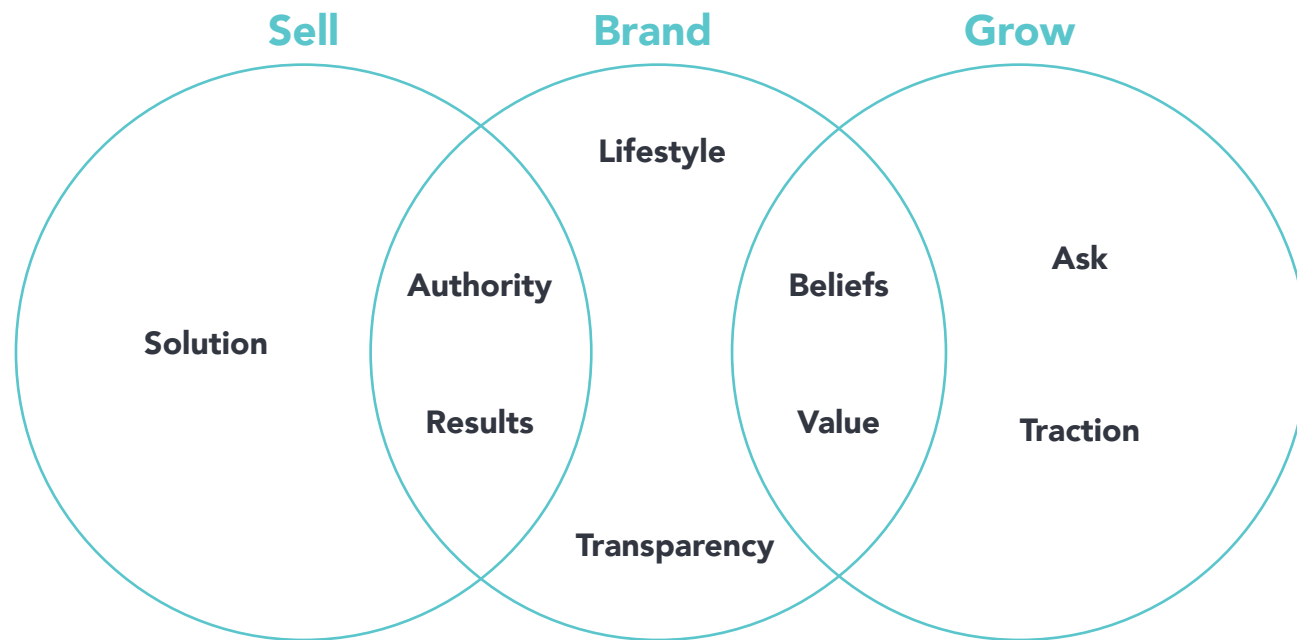 Sell
Brand
Grow
Lifestyle
Authority
Beliefs
Ask
Solution
Results
Value
Traction
Transparency